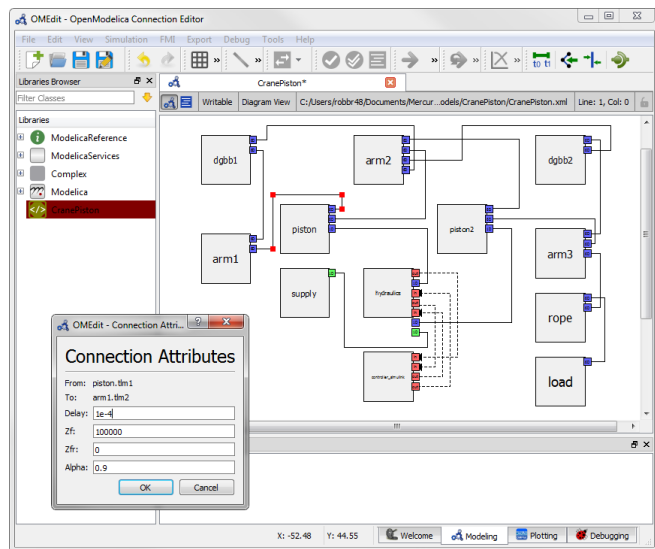 OMEdit - OpenModelica Connection Editor
File Edit View Simulation FMI Export Debug Tools Help
» » » » » to t1
Libraries Browser
CranePiston*
Filter Classes
Writable Diagram View C:/Users/robbr48/Documents/Mercur...odels/CranePiston/CranePiston.xml Line: 1, Col: 0
Libraries
ModelicaReference
ModelicaServices
Complex
Modelica
CranePiston
dgbb1
arm2
dgbb2
piston
piston2
arm1
arm3
supply
hydraulics
rope
load
OMEdit - Connection Attri...
Connection Attributes
From: piston.tlm1
To: arm1.tlm2
Delay: 1e-4
Zf: 100000
Zfr: 0
Alpha: 0.9
OK Cancel
X: -52.48 Y: 44.55 Welcome Modeling Plotting Debugging